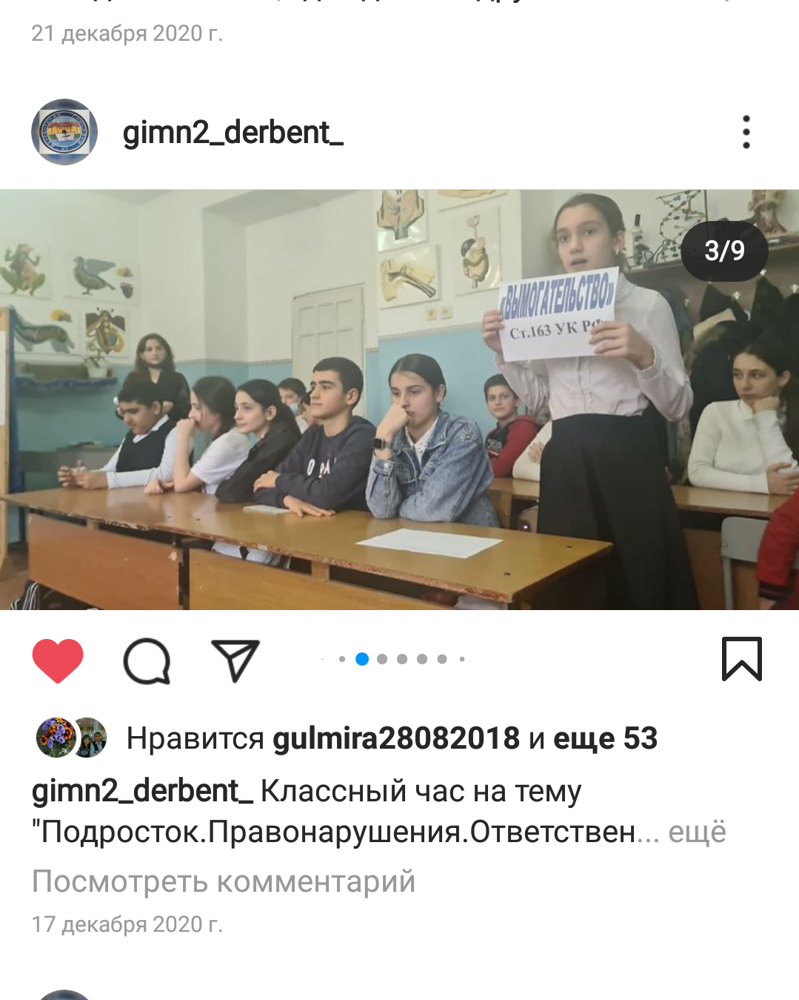 21 декабря 2020 г.
gimn2_derbent_
3/9
«ВЫМОГАТЕЛЬСТВО»
Ст.163 УК РФ
Нравится gulmira28082018 и еще 53
gimn2_derbent_ Классный час на тему
"Подросток.Правонарушения.Ответствен... ещё
Посмотреть комментарий
17 декабря 2020 г.